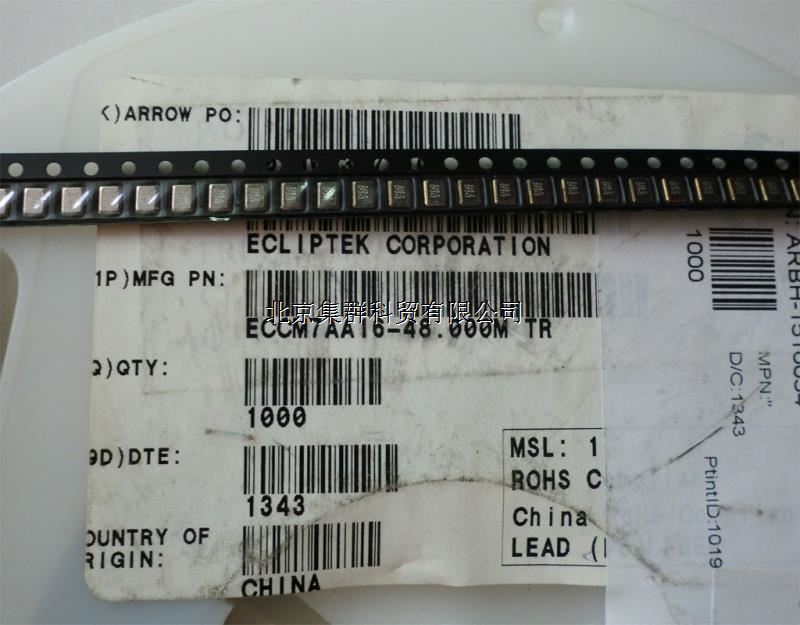 <)ARROW PO:
ECLIPTEK CORPORATION
1P)MFG PN:
北京集群科贸有限公司
ECCM7AA16-48.000M TR
Q)QTY:
1000
9D)DTE:
1343
OUNTRY OF
RIGIN:
CHINA
MSL: 1
ROHS C
China
LEAD (
N: ARBH-1510034
1000
MPN:"
D/C:1343
PtintID:1019